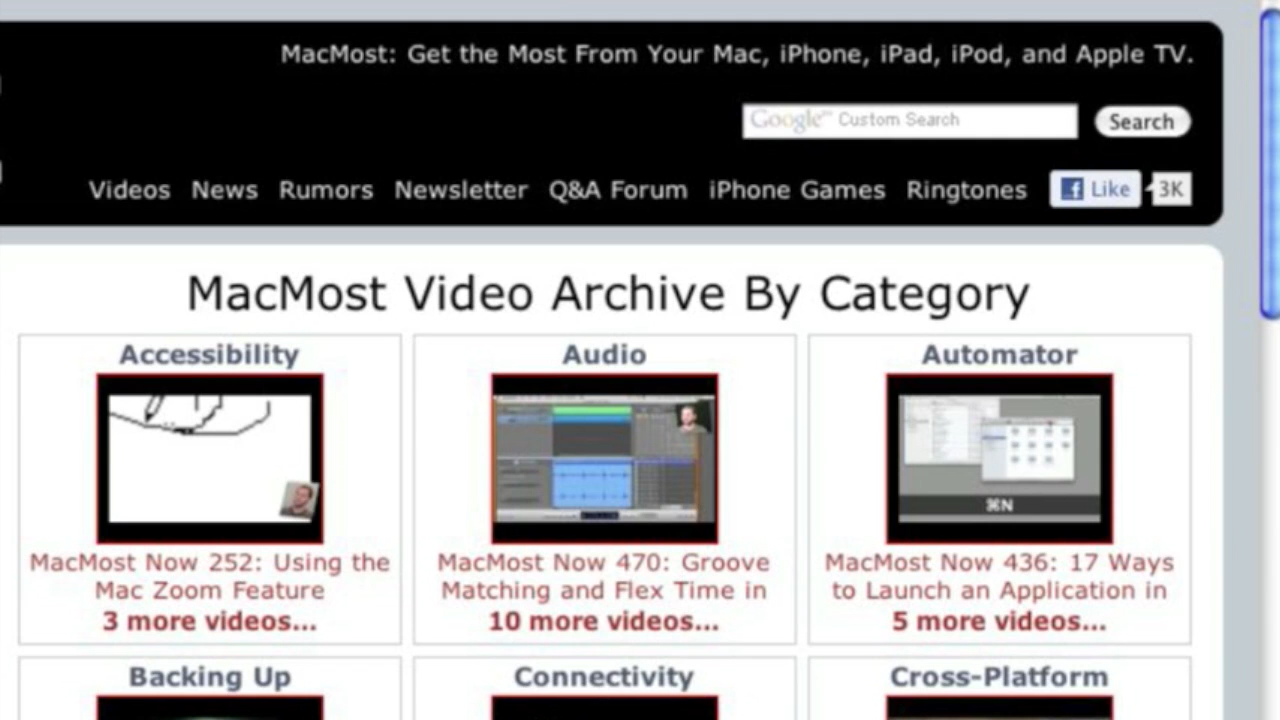 MacMost: Get the Most From Your Mac, iPhone, iPad, iPod, and Apple TV.
Google™ Custom Search
Search
Videos News Rumors Newsletter Q&A Forum iPhone Games Ringtones Like 3K
MacMost Video Archive By Category
Accessibility
MacMost Now 252: Using the
Mac Zoom Feature
3 more videos...
Audio
MacMost Now 470: Groove
Matching and Flex Time in
10 more videos...
Automator
⌘N
MacMost Now 436: 17 Ways
to Launch an Application in
5 more videos...
Backing Up
Connectivity
Cross-Platform